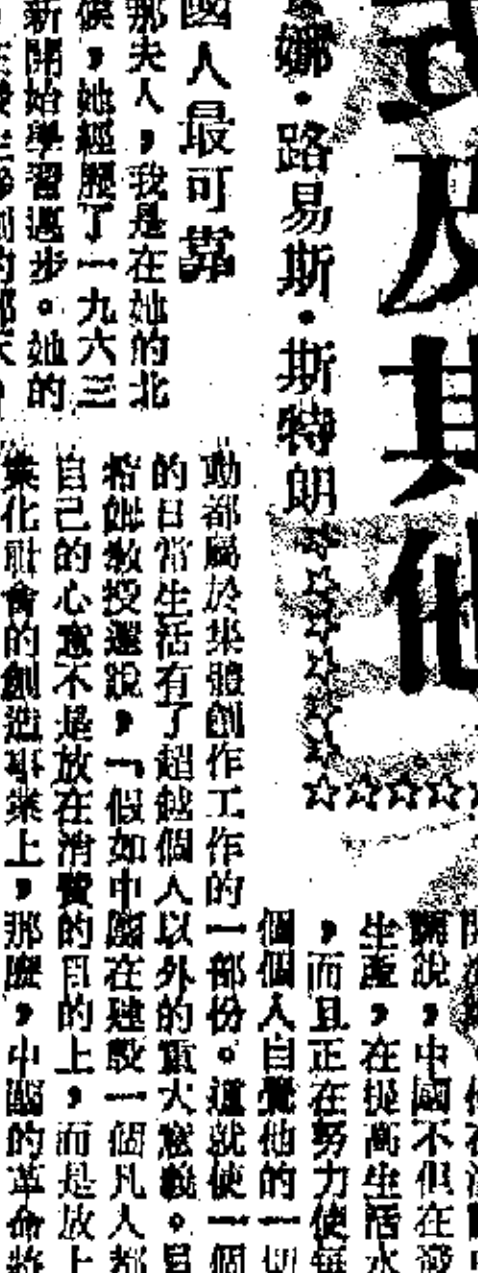 及其他
娜·路易斯·斯特朗
☆☆☆☆
國人最可靠
那夫人，我是在她的北
候，她經歷了一九六三
新開始學習進步。她的
開說，中國不但在發
生產，在提高生活水
，而且正在努力使每
個個人自覺他的一切
動都屬於集體創作工作的一部份。這就使一個
的日常生活有了超越個人以外的重大意義。
教授還說，「假如中國在建設一個凡人都
自己的心意不是放在消費的目的上，而是放上
集化社會的創造事業上，那麼，中國的革命將